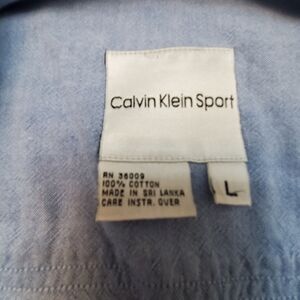 Calvin Klein Sport
RN 36009
100% COTTON
MADE IN SRI LANKA
CARE INSTR. OVER
L